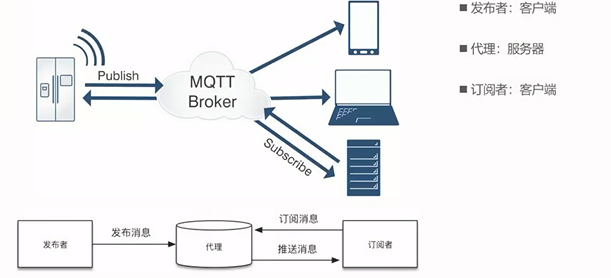 Publish
MQTT
Broker
Subscribe
■ 发布者：客户端
■ 代理：服务器
■ 订阅者：客户端
发布者
发布消息
代理
订阅消息
推送消息
订阅者